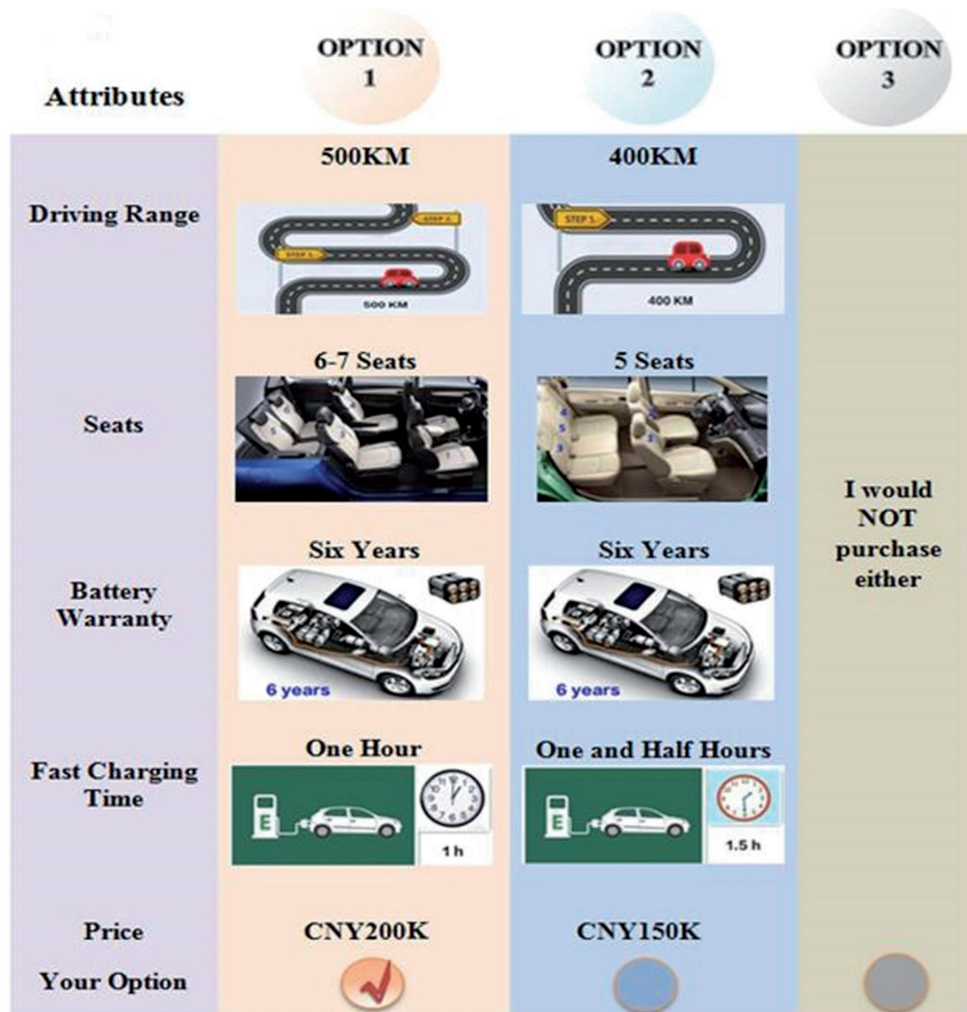 OPTION
1
OPTION
2
OPTION
3
Attributes
500KM
400KM
Driving Range
STEP 2.
STEP 1.
500 KM
STEP 1.
400 KM
6-7 Seats
5 Seats
Seats
I would
NOT
purchase
either
Six Years
Six Years
Battery
Warranty
6 years
6 years
One Hour
One and Half Hours
Fast Charging
Time
E
1 h
E
1.5 h
Price
CNY200K
CNY150K
Your Option